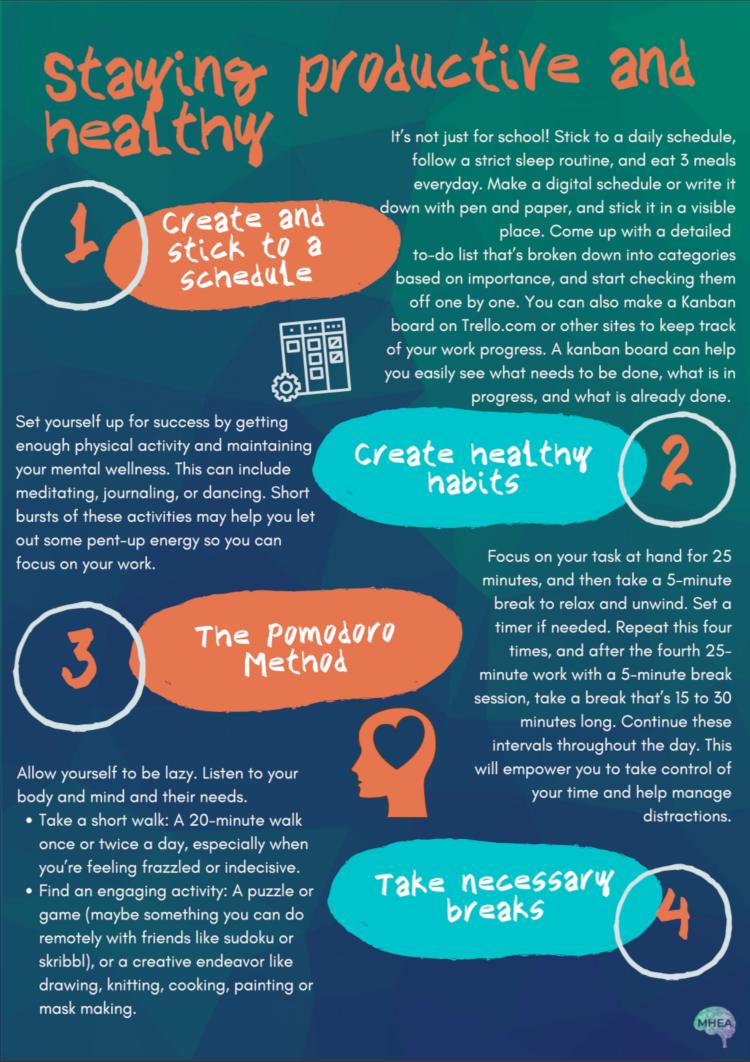 Staying productive and
healthy
1
Create and
stick to a
schedule
It's not just for school! Stick to a daily schedule,
follow a strict sleep routine, and eat 3 meals
everyday. Make a digital schedule or write it
down with pen and paper, and stick it in a visible
place. Come up with a detailed
to-do list that's broken down into categories
based on importance, and start checking them
off one by one. You can also make a Kanban
board on Trello.com or other sites to keep track
of your work progress. A kanban board can help
you easily see what needs to be done, what is in
progress, and what is already done.
2
Create healthy
habits
Set yourself up for success by getting
enough physical activity and maintaining
your mental wellness. This can include
meditating, journaling, or dancing. Short
bursts of these activities may help you let
out some pent-up energy so you can
focus on your work.
3
The Pomodoro
Method
Focus on your task at hand for 25
minutes, and then take a 5-minute
break to relax and unwind. Set a
timer if needed. Repeat this four
times, and after the fourth 25-
minute work with a 5-minute break
session, take a break that's 15 to 30
minutes long. Continue these
intervals throughout the day. This
will empower you to take control of
your time and help manage
distractions.
4
Take necessary
breaks
Allow yourself to be lazy. Listen to your
body and mind and their needs.
• Take a short walk: A 20-minute walk
once or twice a day, especially when
you're feeling frazzled or indecisive.
• Find an engaging activity: A puzzle or
game (maybe something you can do
remotely with friends like sudoku or
skribbl), or a creative endeavor like
drawing, knitting, cooking, painting or
mask making.
MHEA